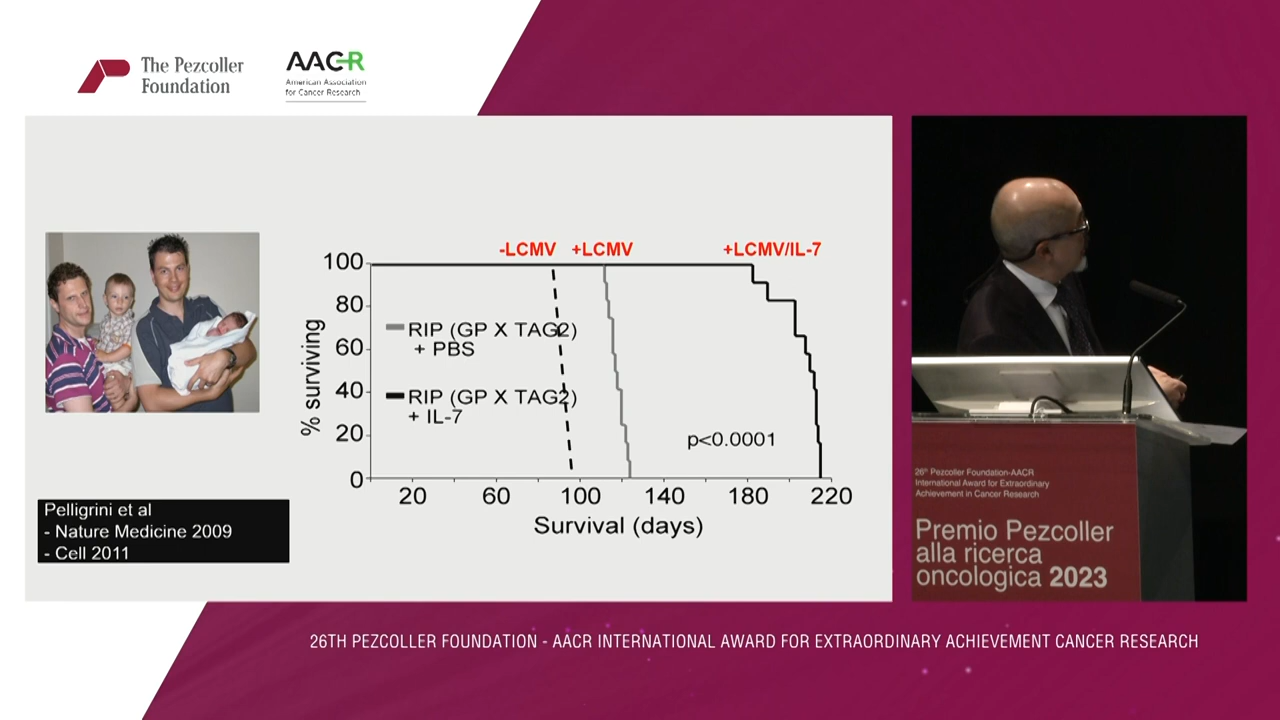 The Pezcoller
Foundation
AACR
American Association
for Cancer Research
-LCMV
+LCMV
+LCMV/IL-7
100
80
60
40
20
0
% surviving
RIP (GP X TAG2)
+ PBS
RIP (GP X TAG2)
+ IL-7
p<0.0001
20
60
100
140
180
220
Survival (days)
Pelligrini et al
- Nature Medicine 2009
- Cell 2011
26th Pezcoller Foundation-AACR
International Award for Extraordinary
Achievement in Cancer Research
Premio Pezcoller
alla ricerca
oncologica 2023
26TH PEZCOLLER FOUNDATION - AACR INTERNATIONAL AWARD FOR EXTRAORDINARY ACHIEVEMENT CANCER RESEARCH